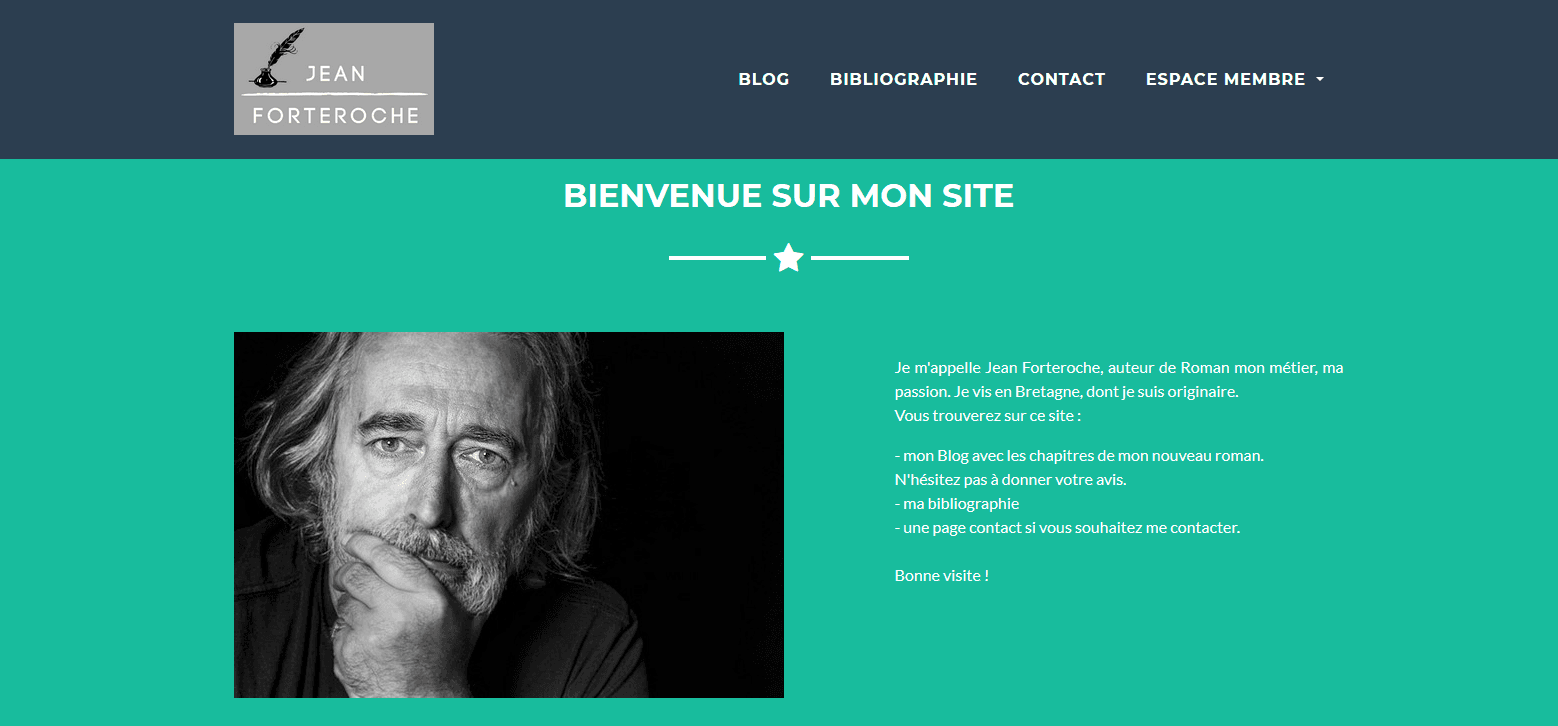 JEAN
FORTEROCHE
BLOG BIBLIOGRAPHIE CONTACT ESPACE MEMBRE
BIENVENUE SUR MON SITE
Je m'appelle Jean Forteroche, auteur de Roman mon métier, ma
passion. Je vis en Bretagne, dont je suis originaire.
Vous trouverez sur ce site :
- mon Blog avec les chapitres de mon nouveau roman.
N'hésitez pas à donner votre avis.
- ma bibliographie
- une page contact si vous souhaitez me contacter.
Bonne visite !